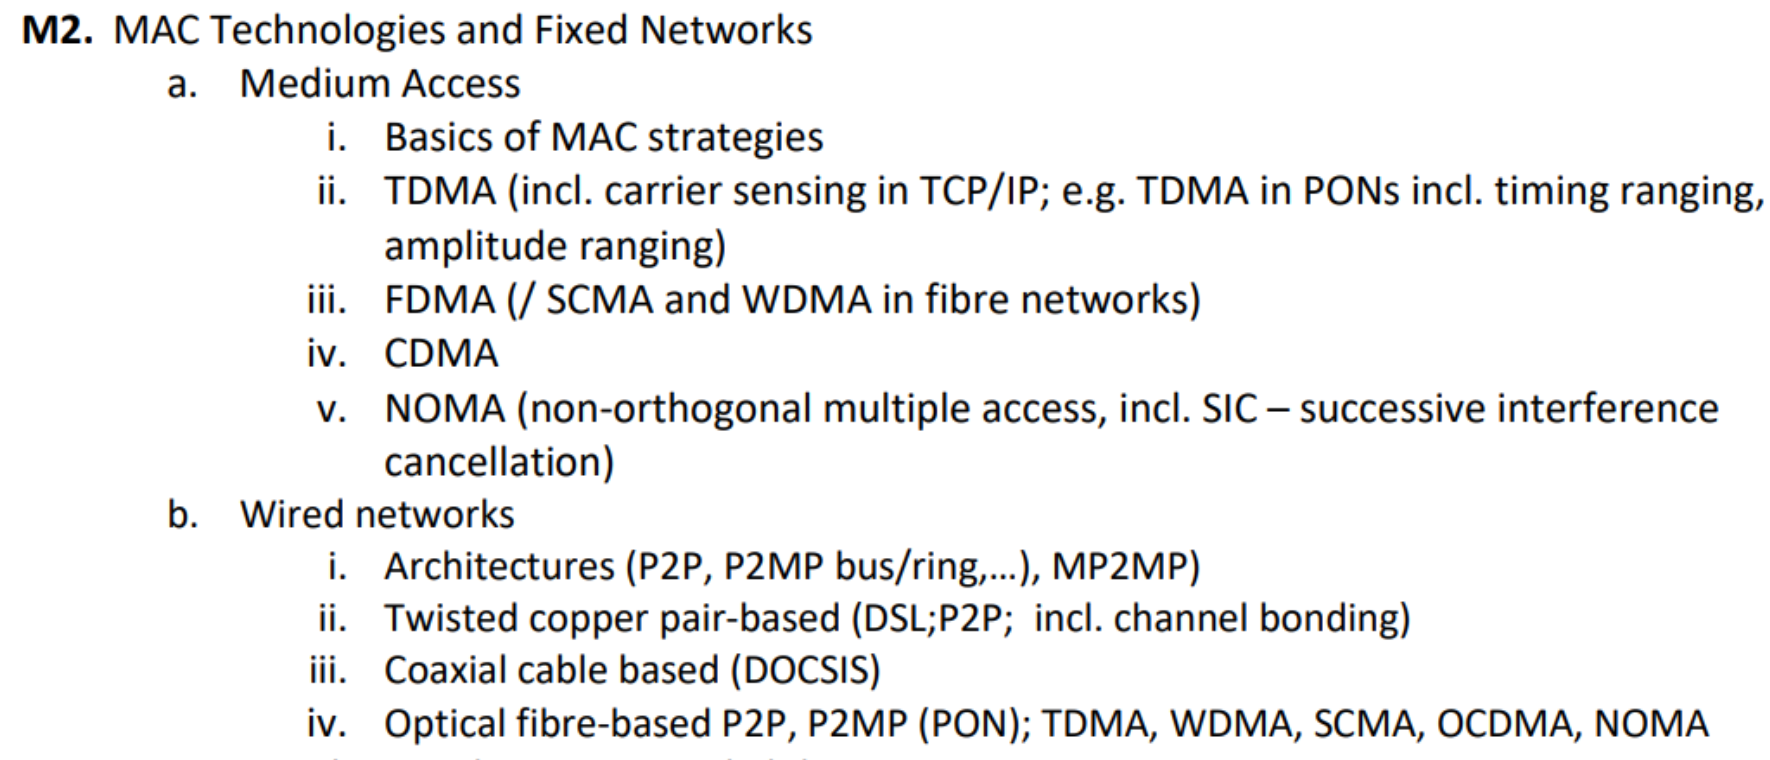 M2. MAC Technologies and Fixed Networks
a. Medium Access
i. Basics of MAC strategies
ii. TDMA (incl. carrier sensing in TCP/IP; e.g. TDMA in PONs incl. timing ranging,
amplitude ranging)
iii. FDMA (/ SCMA and WDMA in fibre networks)
iv. CDMA
v. NOMA (non-orthogonal multiple access, incl. SIC – successive interference
cancellation)
b. Wired networks
i. Architectures (P2P, P2MP bus/ring,...), MP2MP)
ii. Twisted copper pair-based (DSL;P2P; incl. channel bonding)
iii. Coaxial cable based (DOCSIS)
iv. Optical fibre-based P2P, P2MP (PON); TDMA, WDMA, SCMA, OCDMA, NOMA